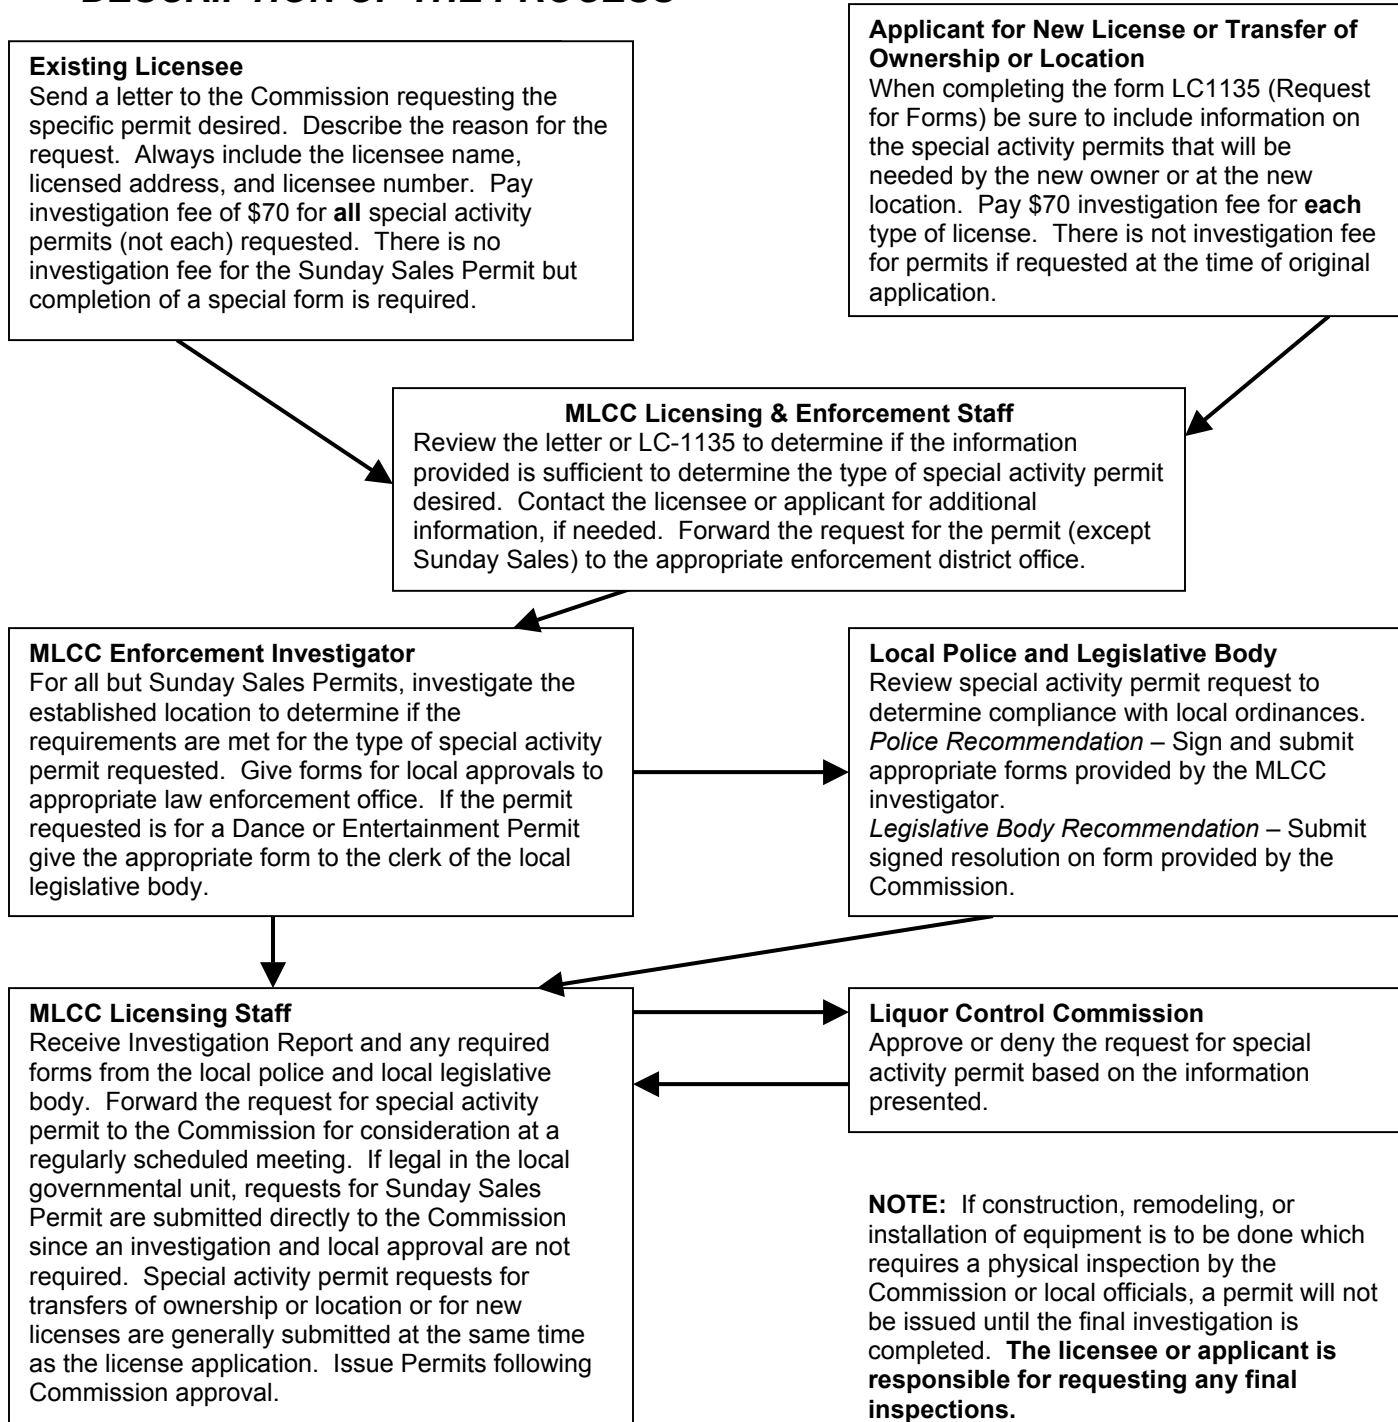 DESCRIPTION OF THE PROCESS
Existing Licensee
Send a letter to the Commission requesting the
specific permit desired.  Describe the reason for the
request.  Always include the licensee name,
licensed address, and licensee number.  Pay
investigation fee of $70 for all special activity
permits (not each) requested.  There is no
investigation fee for the Sunday Sales Permit but
completion of a special form is required.
Applicant for New License or Transfer of
Ownership or Location
When completing the form LC1135 (Request
for Forms) be sure to include information on
the special activity permits that will be
needed by the new owner or at the new
location.  Pay $70 investigation fee for each
type of license.  There is not investigation fee
for permits if requested at the time of original
application.
MLCC Licensing & Enforcement Staff
Review the letter or LC-1135 to determine if the information
provided is sufficient to determine the type of special activity permit
desired.  Contact the licensee or applicant for additional
information, if needed.  Forward the request for the permit (except
Sunday Sales) to the appropriate enforcement district office.
MLCC Enforcement Investigator
For all but Sunday Sales Permits, investigate the
established location to determine if the
requirements are met for the type of special activity
permit requested.  Give forms for local approvals to
appropriate law enforcement office.  If the permit
requested is for a Dance or Entertainment Permit
give the appropriate form to the clerk of the local
legislative body.
Local Police and Legislative Body
Review special activity permit request to
determine compliance with local ordinances.
Police Recommendation – Sign and submit
appropriate forms provided by the MLCC
investigator.
Legislative Body Recommendation – Submit
signed resolution on form provided by the
Commission.
MLCC Licensing Staff
Receive Investigation Report and any required
forms from the local police and local legislative
body.  Forward the request for special activity
permit to the Commission for consideration at a
regularly scheduled meeting.  If legal in the local
governmental unit, requests for Sunday Sales
Permit are submitted directly to the Commission
since an investigation and local approval are not
required.  Special activity permit requests for
transfers of ownership or location or for new
licenses are generally submitted at the same time
as the license application.  Issue Permits following
Commission approval.
Liquor Control Commission
Approve or deny the request for special
activity permit based on the information
presented.
NOTE:  If construction, remodeling, or
installation of equipment is to be done which
requires a physical inspection by the
Commission or local officials, a permit will not
be issued until the final investigation is
completed.  The licensee or applicant is
responsible for requesting any final
inspections.